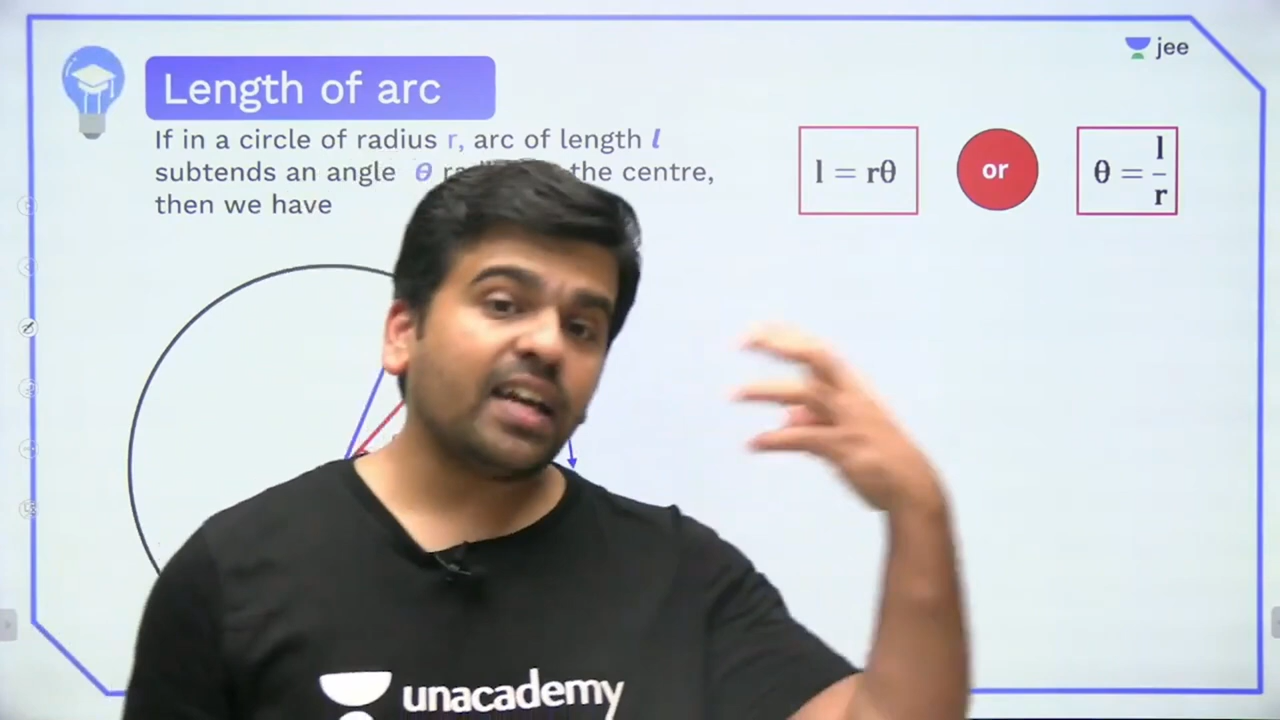 jee
Length of arc
If in a circle of radius r, arc of length l
subtends an angle θ the centre,
then we have
l = rθ
or
θ = l/r
unacademy